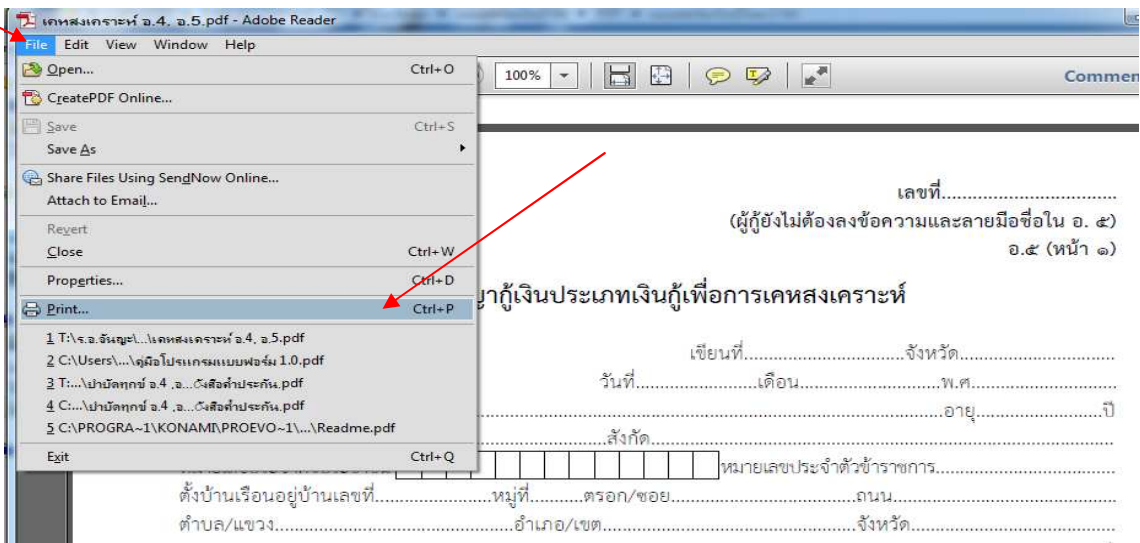 เคหสงเคราะห์ อ.4, อ.5.pdf - Adobe Reader
File Edit View Window Help
Open... Ctrl+O
CreatePDF Online...
Save Ctrl+S
Save As
Share Files Using SendNow Online...
Attach to Email...
Revert
Close Ctrl+W
Properties... Ctrl+D
Print... Ctrl+P
1 T:\ร.อ.ธัญยะ\...\เคหสงเคราะห์ อ.4, อ.5.pdf
2 C:\Users\...\คู่มือโปรแกรมแบบฟอร์ม 1.0.pdf
3 T:...\บำบัดทุกข์ อ.4 ,อ...ังสือค้ำประกัน.pdf
4 C:...\บำบัดทุกข์ อ.4 ,อ...ังสือค้ำประกัน.pdf
5 C:\PROGRA~1\KONAMI\PROEVO~1\...\Readme.pdf
Exit Ctrl+Q
100%
Commen
เลขที่................................
(ผู้กู้ยังไม่ต้องลงข้อความและลายมือชื่อใน อ. ๕)
อ.๕ (หน้า ๑)
ญากู้เงินประเภทเงินกู้เพื่อการเคหสงเคราะห์
เขียนที่..............................จังหวัด.............................
วันที่......................เดือน..........................พ.ศ...........................
อายุ.......................ปี
สังกัด
หมายเลขประจำตัวข้าราชการ
ตั้งบ้านเรือนอยู่บ้านเลขที่......................หมู่ที่..........ตรอก/ซอย..................................ถนน.........................................
ตำบล/แขวง............................................อำเภอ/เขต..............................................จังหวัด.....................................